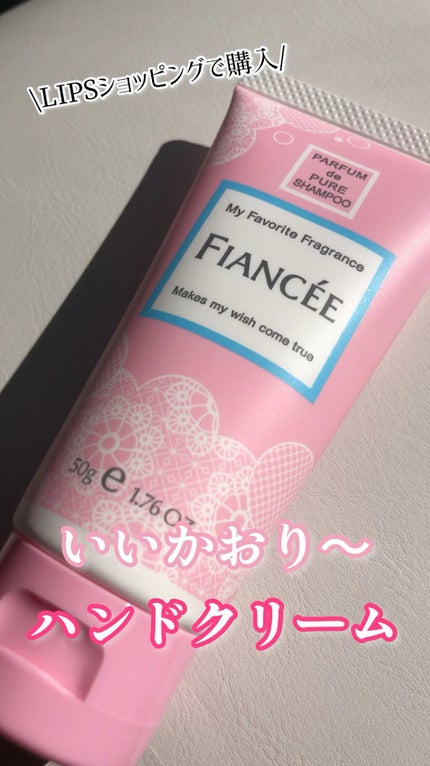 \LIPSショッピングで購入/
PARFUM
de
PURE
SHAMPOO
My Favorite Fragrance
FIANCÉE
Makes my wish come true
50g e 1.76 OZ
いいかおり〜
ハンドクリーム